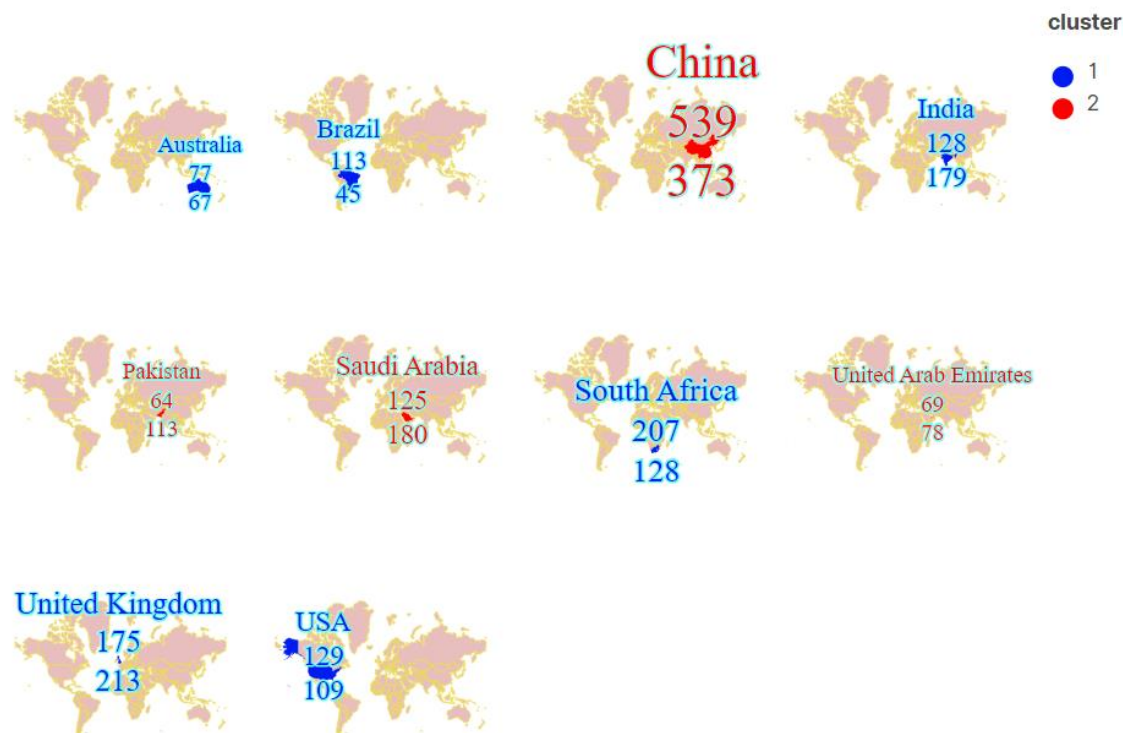 cluster
1
2
Australia
77
67
Brazil
113
45
China
539
373
India
128
179
Pakistan
64
113
Saudi Arabia
125
180
South Africa
207
128
United Arab Emirates
69
78
United Kingdom
175
213
USA
129
109